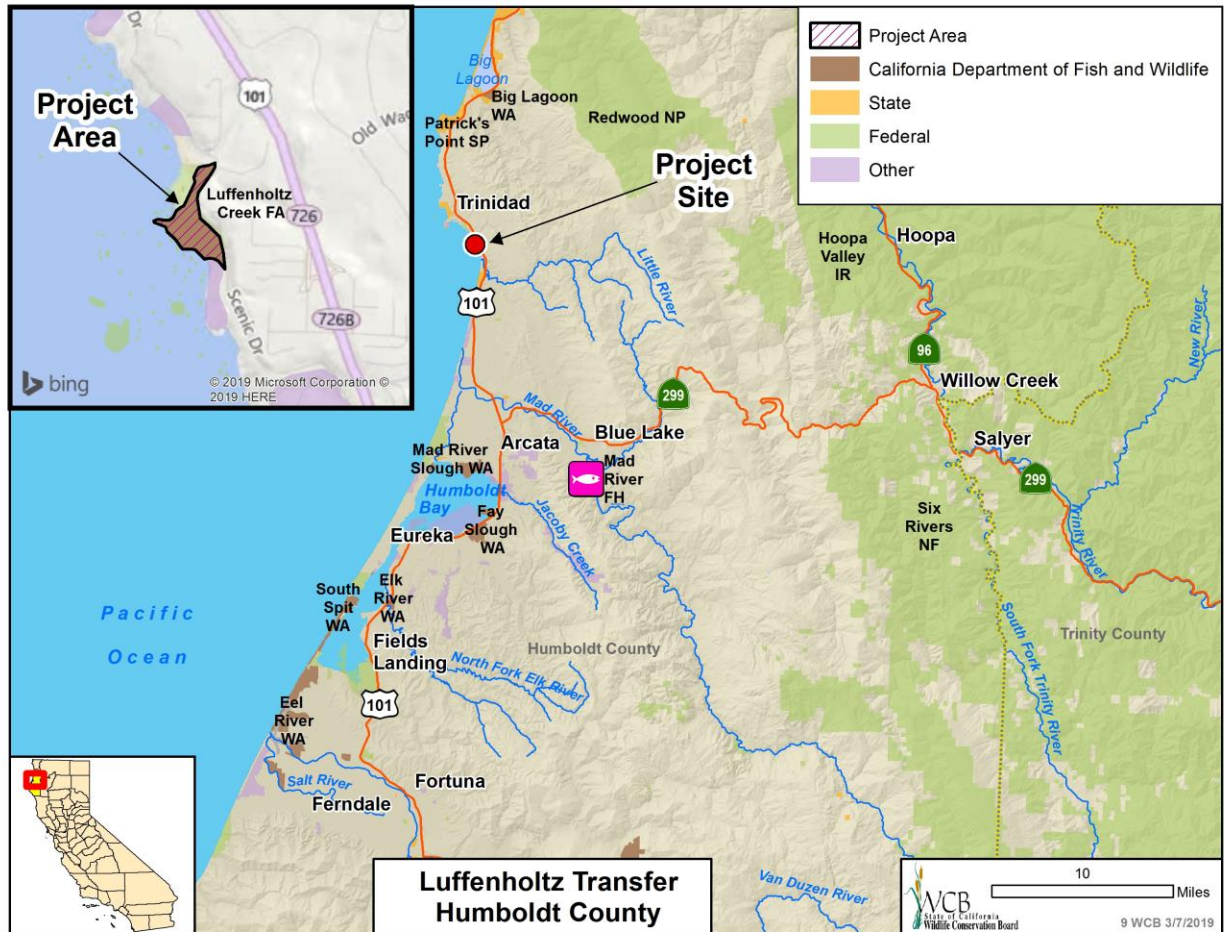 Dr
101
Old Wa
Project
Area
Luffenholtz
Creek FA
726
726B
Scenic Dr
bing
© 2019 Microsoft Corporation ©
2019 HERE
Project Area
California Department of Fish and Wildlife
State
Federal
Other
Big
Lagoon
Big Lagoon
WA
Patrick's
Point SP
Redwood NP
Project
Site
Trinidad
Little River
101
Hoopa
Hoopa
Valley
IR
96
New River
Willow Creek
299
Mad River
Blue Lake
Arcata
Salyer
Mad River
Slough WA
Mad
River
FH
299
Humboldt
Bay
Jacoby Creek
Fay
Slough
WA
Eureka
Six
Rivers
NF
Trinity River
South
Spit
WA
Elk
River
WA
Pacific
Ocean
Fields
Landing
North Fork Elk River
Humboldt County
Trinity County
South Fork Trinity River
101
Eel
River
WA
Salt River
Fortuna
Ferndale
Van Duzen River
Luffenholtz Transfer
Humboldt County
10
Miles
WCB
State of California
Wildlife Conservation Board
9 WCB 3/7/2019